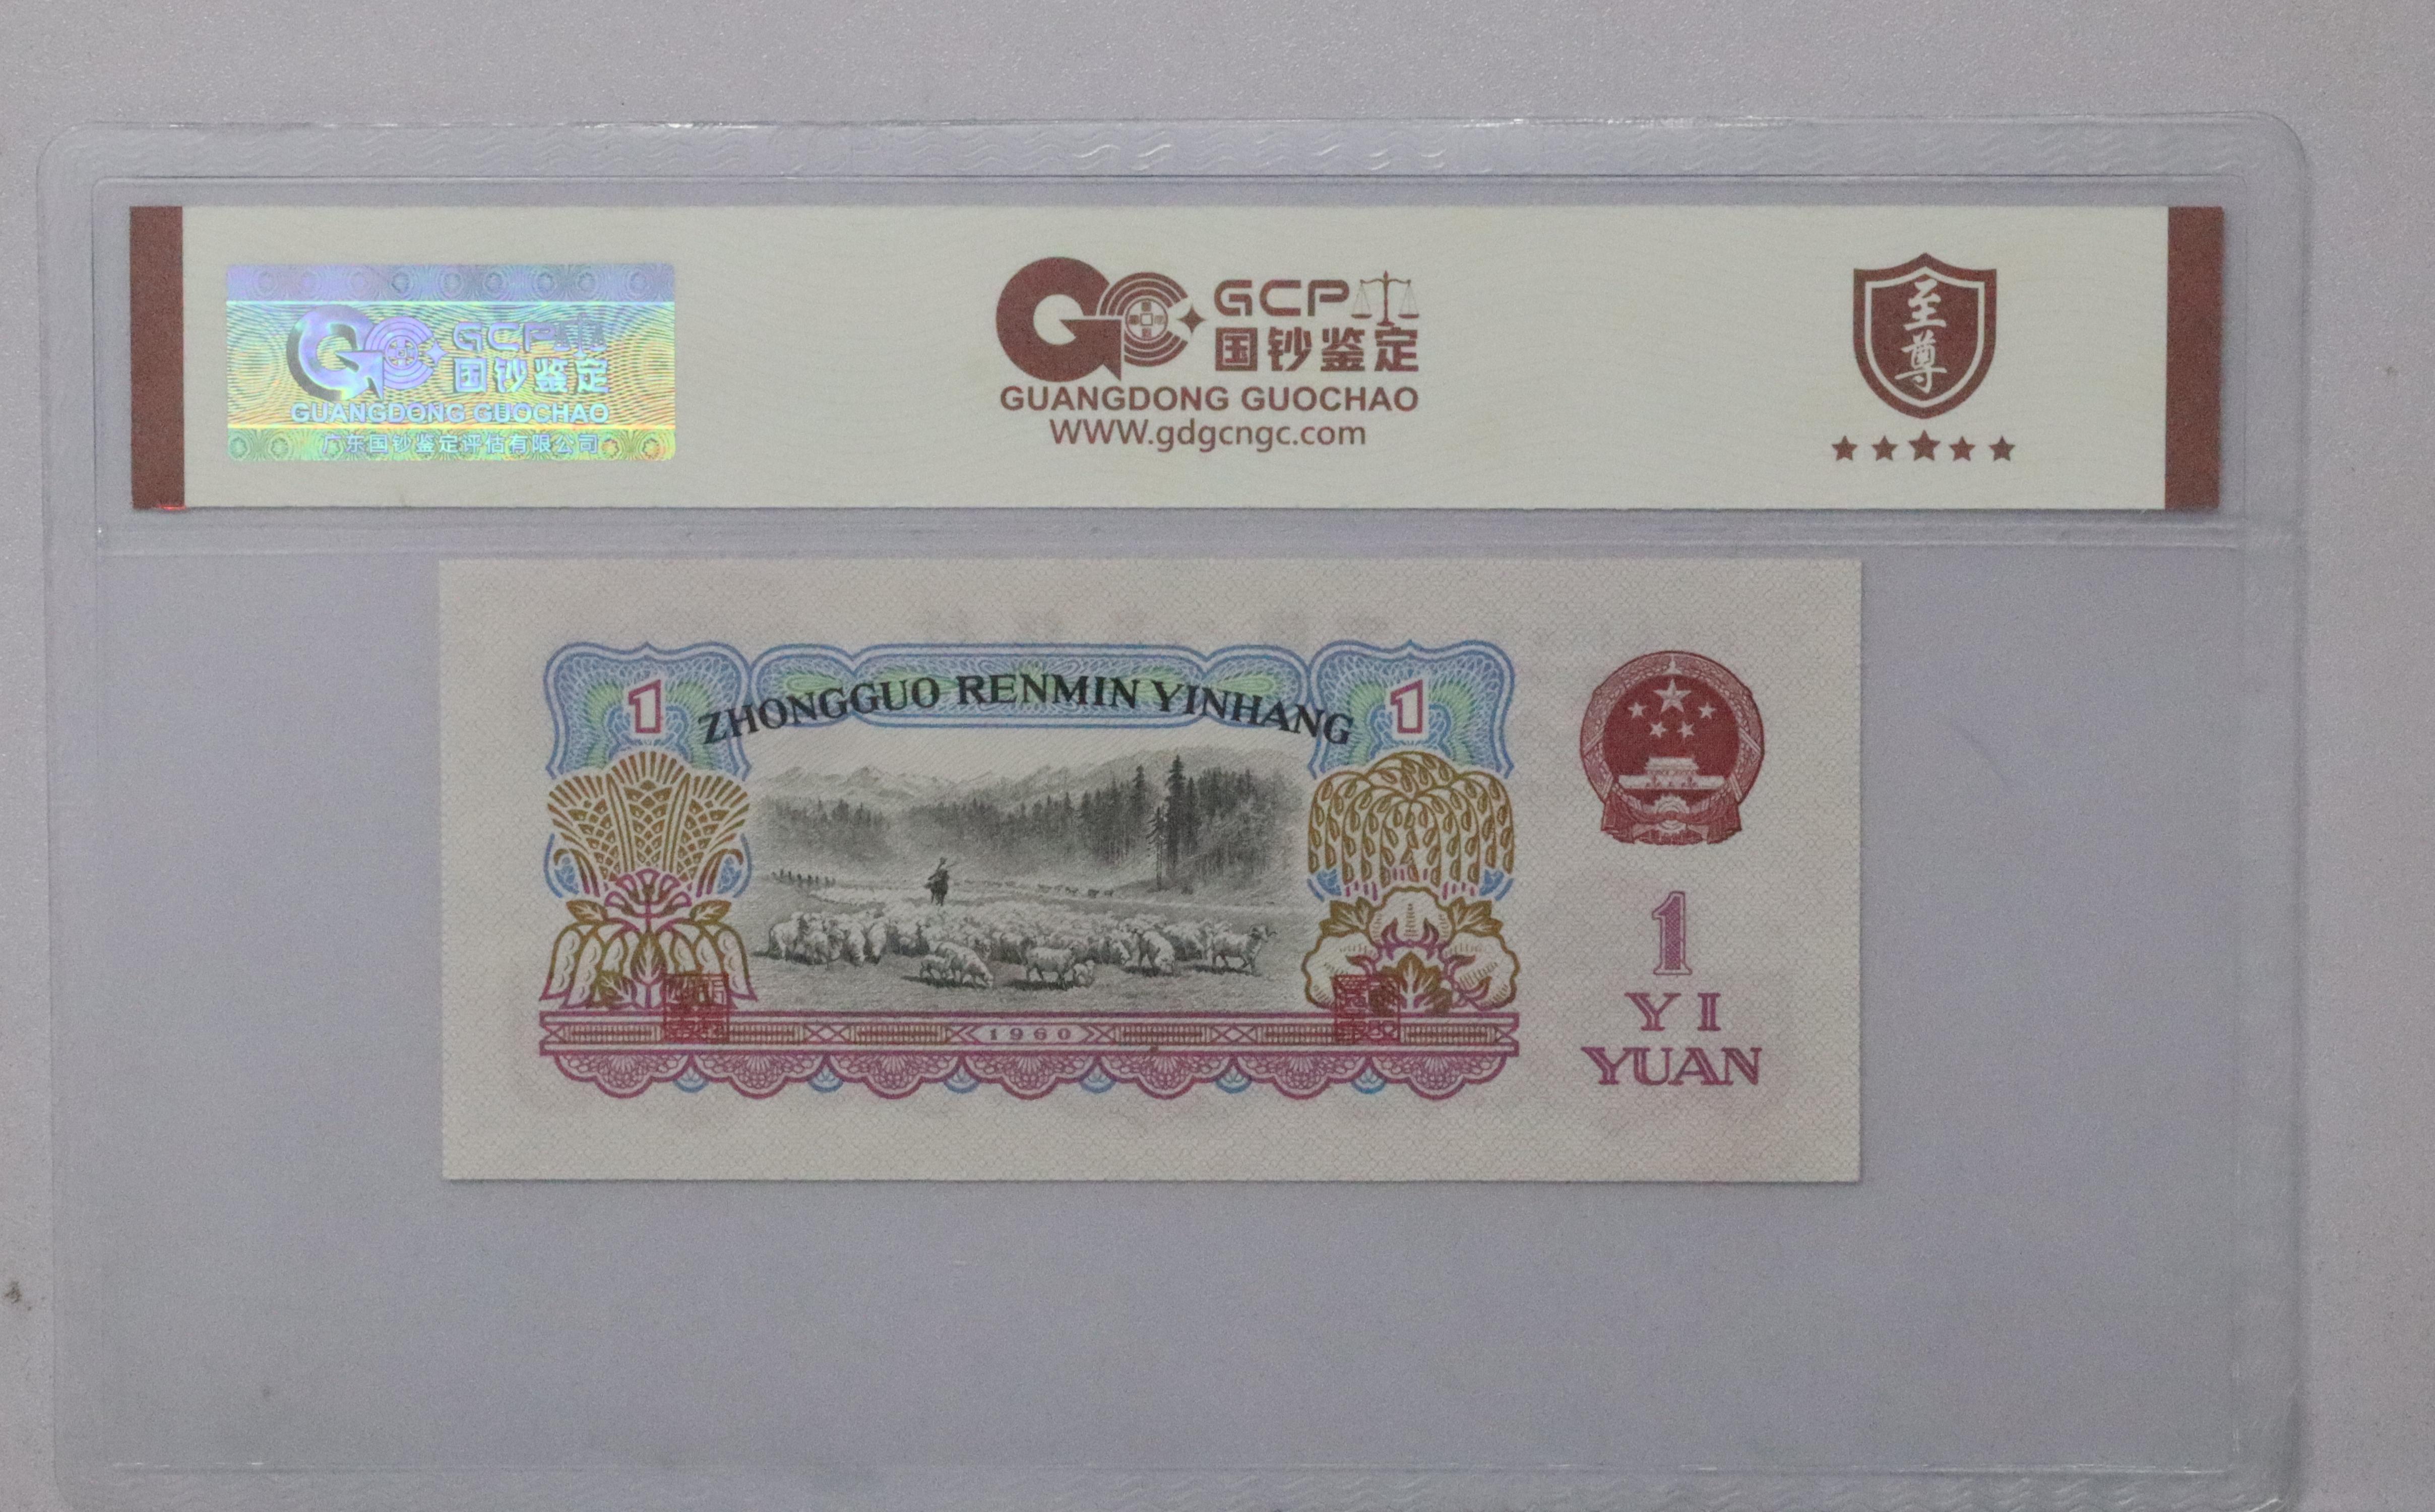 GCP
国钞鉴定
GUANGDONG GUOCHAO
广东国钞鉴定评估有限公司
GCP
国钞鉴定
GUANGDONG GUOCHAO
WWW.gdgcngc.com
至尊
1 ZHONGGUO RENMIN YINHANG 1
1960
1
YI
YUAN